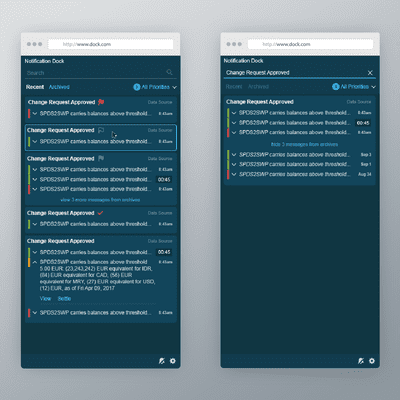 http://www.dock.com
Notification Dock
Search
Recent Archived All Priorities
Change Request Approved Data Source
SPDS2SWP carries balances above threshold... 8:43am
Change Request Approved Data Source
SPDS2SWP carries balances above threshold... 8:43am
Change Request Approved Data Source
SPDS2SWP carries balances above threshold... 8:43am
SPDS2SWP carries balances above threshold... 00:45
SPDS2SWP carries balances above threshold... 8:43am
view 3 more messages from archives
Change Request Approved Data Source
SPDS2SWP carries balances above threshold... 8:43am
Change Request Approved Data Source
SPDS2SWP carries balances above threshold... 00:45
SPDS2SWP carries balances above threshold 8:43am
5.00 EUR, (23,243,242) EUR equivalent for IDR,
(84) EUR equivalent for CAD, (56) EUR
equivalent for MRY, (27) EUR equivalent for USD,
(12) EUR, as of Fri Apr 09, 2017
View Settle
SPDS2SWP carries balances above threshold... 8:43am
http://www.dock.com
Notification Dock
Change Request Approved
Recent Archived All Priorities
Change Request Approved Data Source
SPDS2SWP carries balances above threshold... 8:43am
SPDS2SWP carries balances above threshold... 00:45
SPDS2SWP carries balances above threshold... 8:43am
Hide 3 messages from archives
SPDS2SWP carries balances above threshold... Sep 3
SPDS2SWP carries balances above threshold... Sep 1
SPDS2SWP carries balances above threshold...